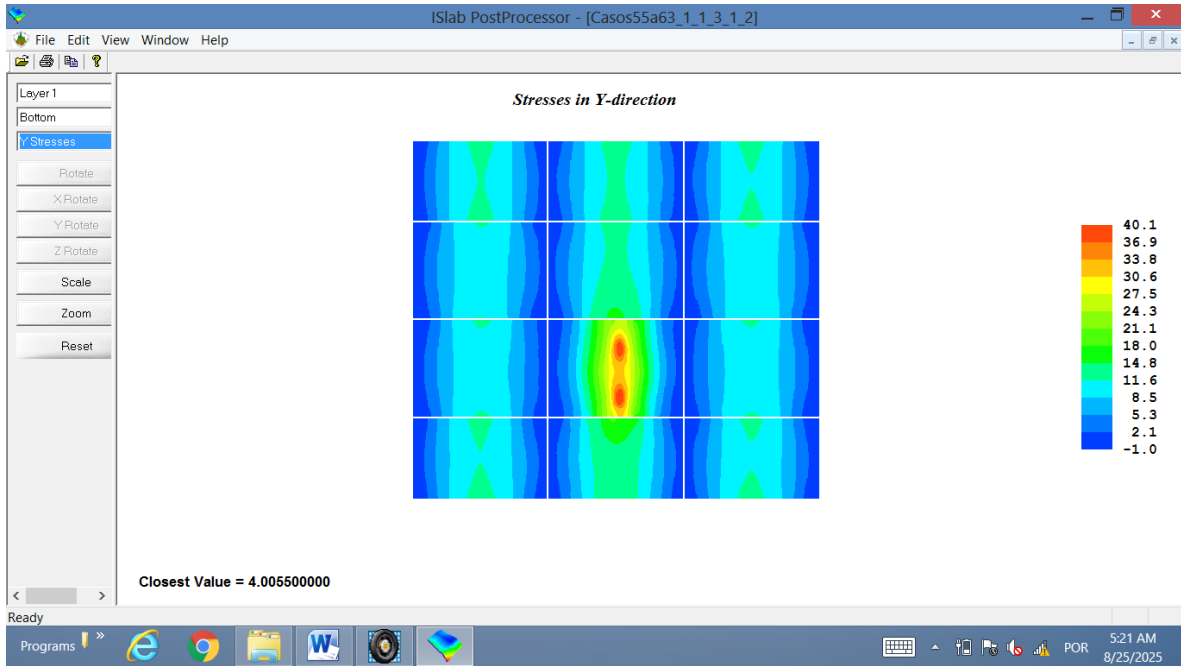 ISlab PostProcessor - [Casos55a63_1_1_3_1_2]
File Edit View Window Help
Layer 1
Bottom
Y Stresses
Rotate
X Rotate
Y Rotate
Z Rotate
Scale
Zoom
Reset
Stresses in Y-direction
40.1
36.9
33.8
30.6
27.5
24.3
21.1
18.0
14.8
11.6
8.5
5.3
2.1
-1.0
Closest Value = 4.005500000
Ready
Programs » POR 5:21 AM
8/25/2025